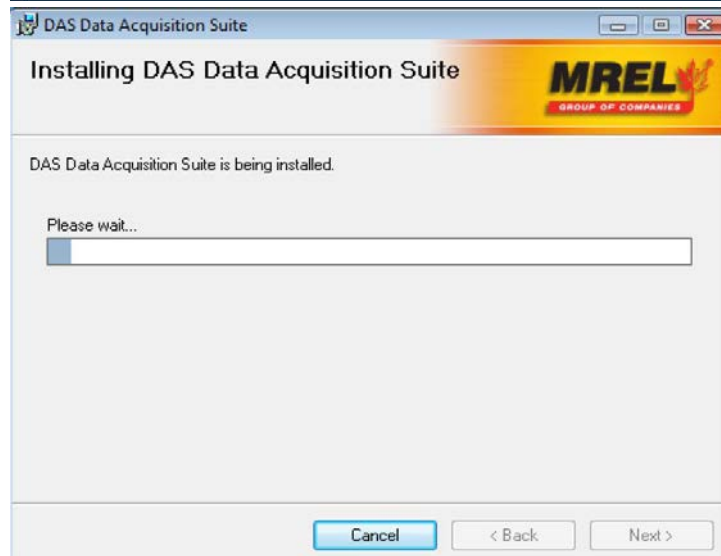 DAS Data Acquisition Suite
Installing DAS Data Acquisition Suite
MREL
GROUP OF COMPANIES
DAS Data Acquisition Suite is being installed.
Please wait...
Cancel
< Back
Next >